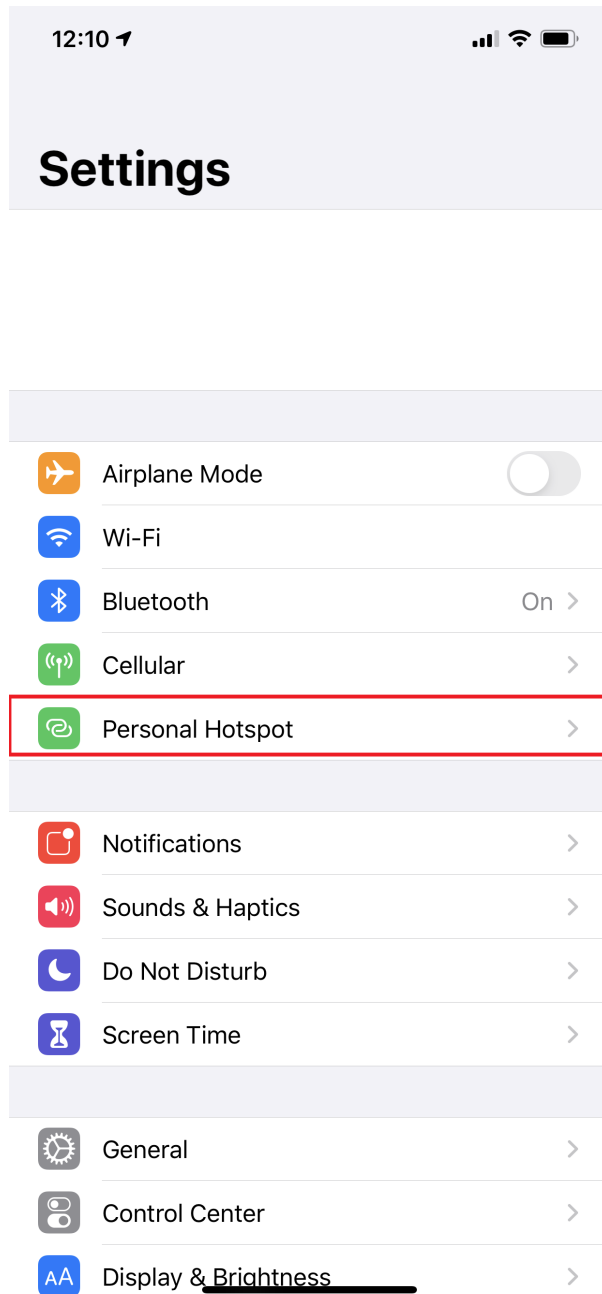 12:10
Settings
Airplane Mode
Wi-Fi
Bluetooth On
Cellular
Personal Hotspot
Notifications
Sounds & Haptics
Do Not Disturb
Screen Time
General
Control Center
AA Display & Brightness